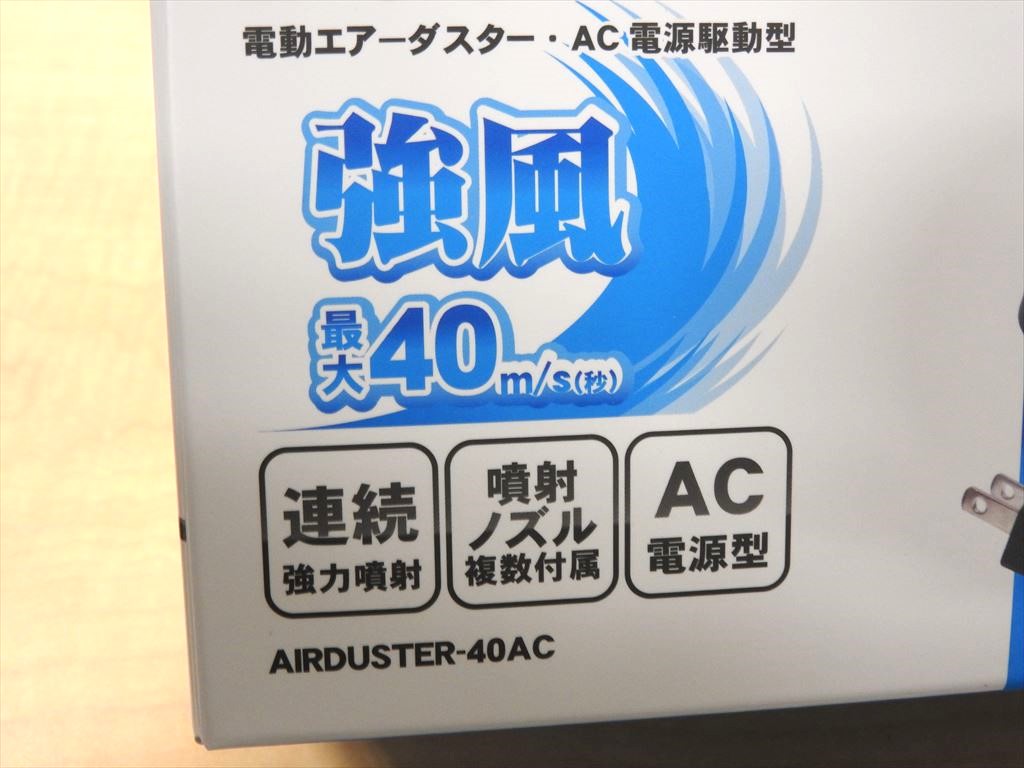 電動エアーダスター・AC電源駆動型
強風
最大40m/s(秒)
連続
強力噴射
噴射
ノズル
複数付属
AC
電源型
AIRDUSTER-40AC